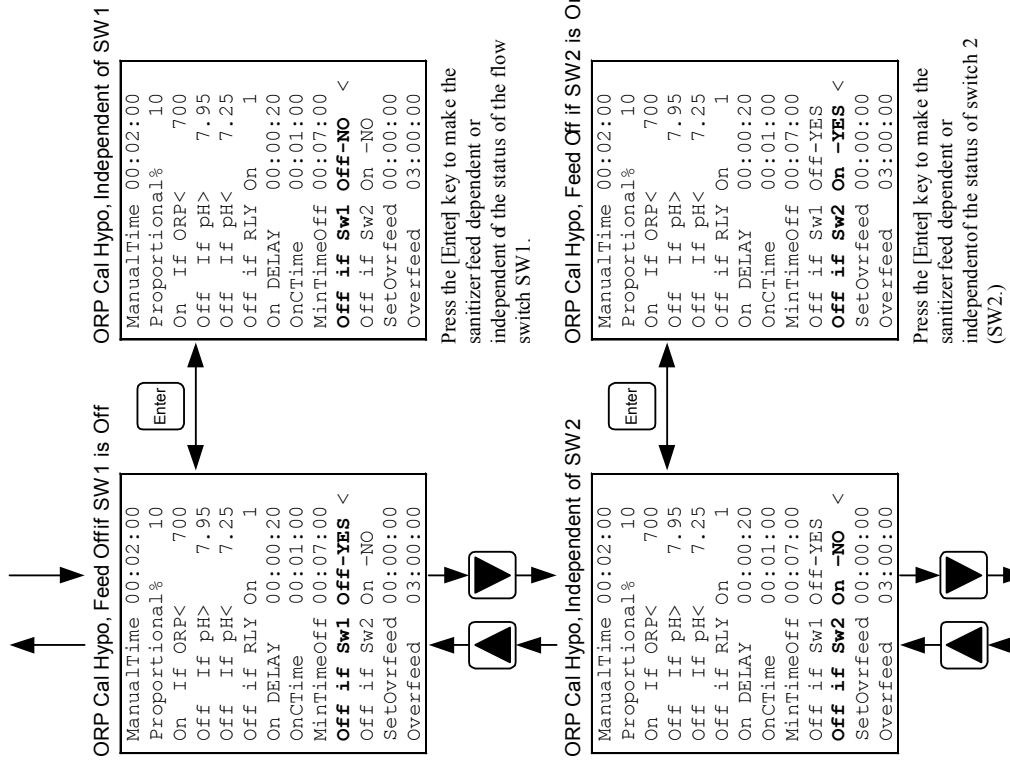 ORP Cal Hypo, Feed Off if SW1 is Off
ManualTime 00:02:00
Proportional% 10
On If ORP< 700
Off If pH> 7.95
Off If pH< 7.25
Off if RLY On 1
On DELAY 00:00:20
OnCTime 00:01:00
MinTimeOff 00:07:00
Off if Sw1 Off-YES <
Off if Sw2 On -NO
SetOvrfeed 00:00:00
Overfeed 03:00:00
Enter
ORP Cal Hypo, Independent of SW1
ManualTime 00:02:00
Proportional% 10
On If ORP< 700
Off If pH> 7.95
Off If pH< 7.25
Off if RLY On 1
On DELAY 00:00:20
OnCTime 00:01:00
MinTimeOff 00:07:00
Off if Sw1 Off-NO <
Off if Sw2 On -NO
SetOvrfeed 00:00:00
Overfeed 03:00:00
Press the [Enter] key to make the
sanitizer feed dependent or
independent of the status of the flow
switch SW1.
ORP Cal Hypo, Independent of SW2
ManualTime 00:02:00
Proportional% 10
On If ORP< 700
Off If pH> 7.95
Off If pH< 7.25
Off if RLY On 1
On DELAY 00:00:20
OnCTime 00:01:00
MinTimeOff 00:07:00
Off if Sw1 Off-YES
Off if Sw2 On -NO <
SetOvrfeed 00:00:00
Overfeed 03:00:00
Enter
ORP Cal Hypo, Feed Off if SW2 is On
ManualTime 00:02:00
Proportional% 10
On If ORP< 700
Off If pH> 7.95
Off If pH< 7.25
Off if RLY On 1
On DELAY 00:00:20
OnCTime 00:01:00
MinTimeOff 00:07:00
Off if Sw1 Off-YES
Off if Sw2 On -YES <
SetOvrfeed 00:00:00
Overfeed 03:00:00
Press the [Enter] key to make the
sanitizer feed dependent or
independent of the status of switch 2
(SW2.)